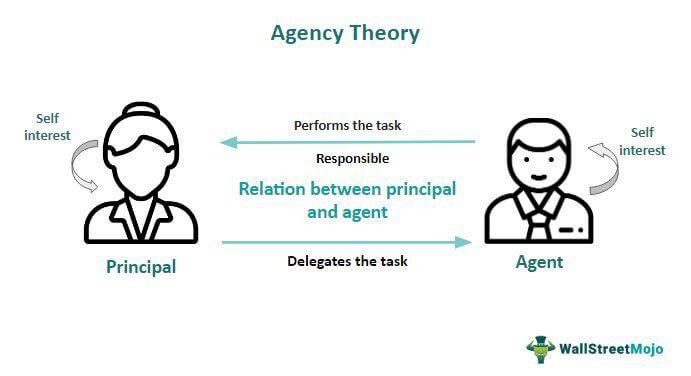 Agency Theory
Self
interest
Performs the task
Responsible
Relation between principal
and agent
Delegates the task
Self
interest
Principal
Agent
WallStreetMojo